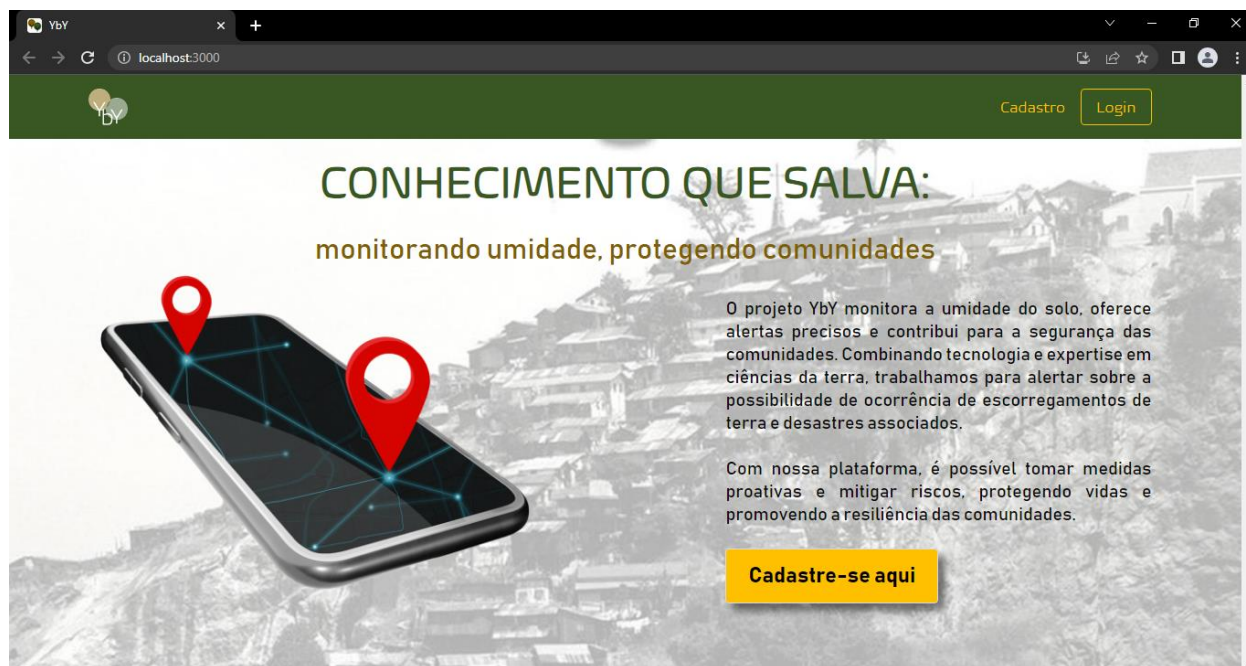 YbY
localhost:3000
YbY
Cadastro
Login
CONHECIMENTO QUE SALVA:
monitorando umidade, protegendo comunidades
O projeto YbY monitora a umidade do solo, oferece
alertas precisos e contribui para a segurança das
comunidades. Combinando tecnologia e expertise em
ciências da terra, trabalhamos para alertar sobre a
possibilidade de ocorrência de escorregamentos de
terra e desastres associados.
Com nossa plataforma, é possível tomar medidas
proativas e mitigar riscos, protegendo vidas e
promovendo a resiliência das comunidades.
Cadastre-se aqui